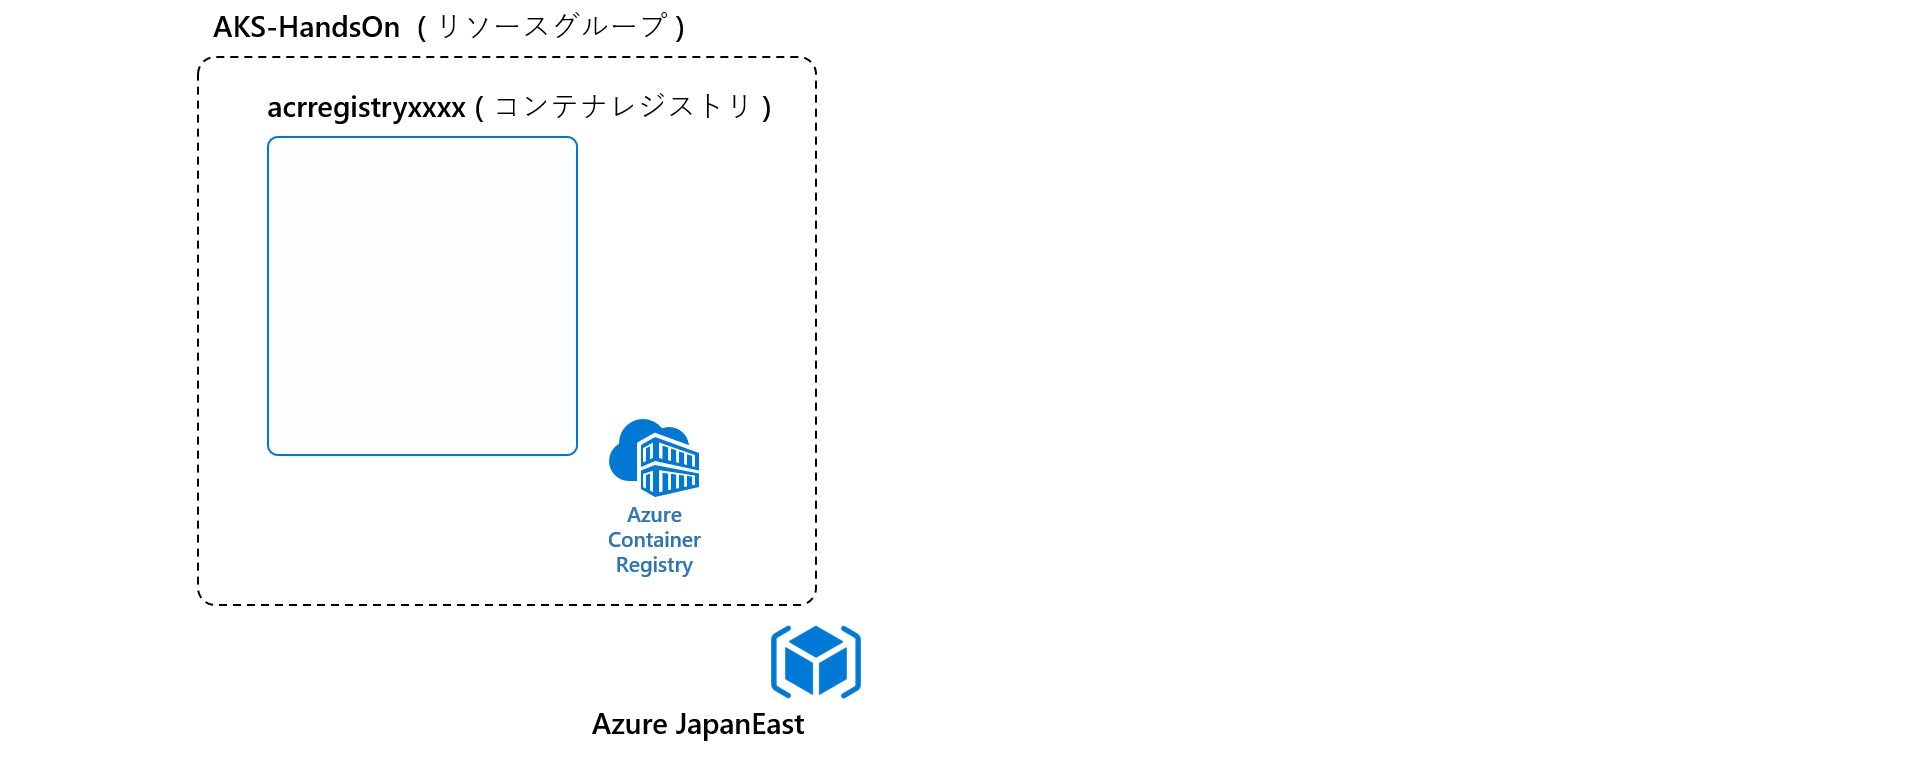 AKS-HandsOn ( リソースグループ )
acrregistryxxxx ( コンテナレジストリ )
Azure
Container
Registry
Azure JapanEast